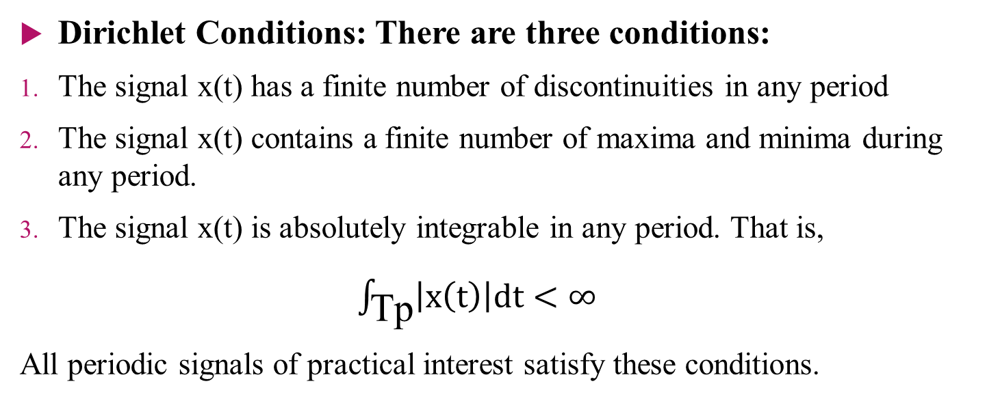 ▶ Dirichlet Conditions: There are three conditions:
1. The signal x(t) has a finite number of discontinuities in any period
2. The signal x(t) contains a finite number of maxima and minima during
any period.
3. The signal x(t) is absolutely integrable in any period. That is,
∫Tp|x(t)|dt < ∞
All periodic signals of practical interest satisfy these conditions.